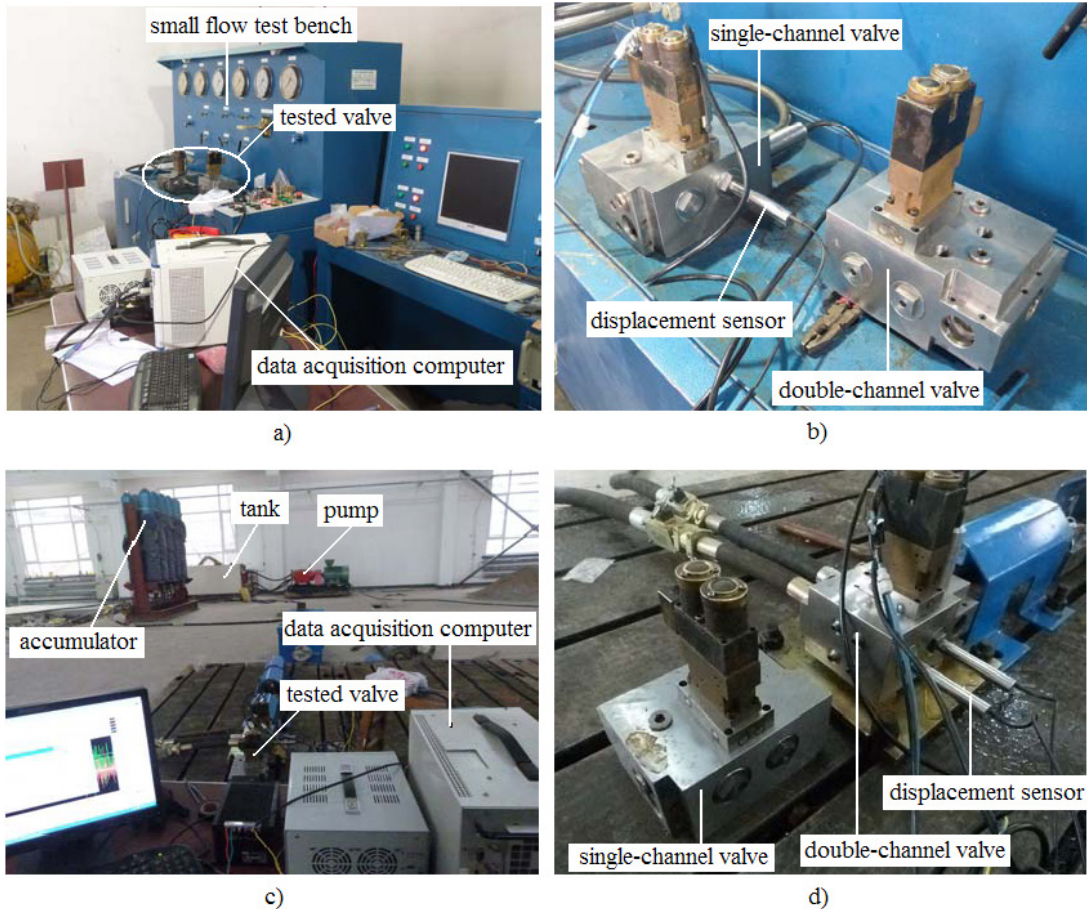 small flow test bench
tested valve
data acquisition computer
a)
single-channel valve
displacement sensor
double-channel valve
b)
tank
pump
accumulator
data acquisition computer
tested valve
c)
displacement sensor
single-channel valve
double-channel valve
d)